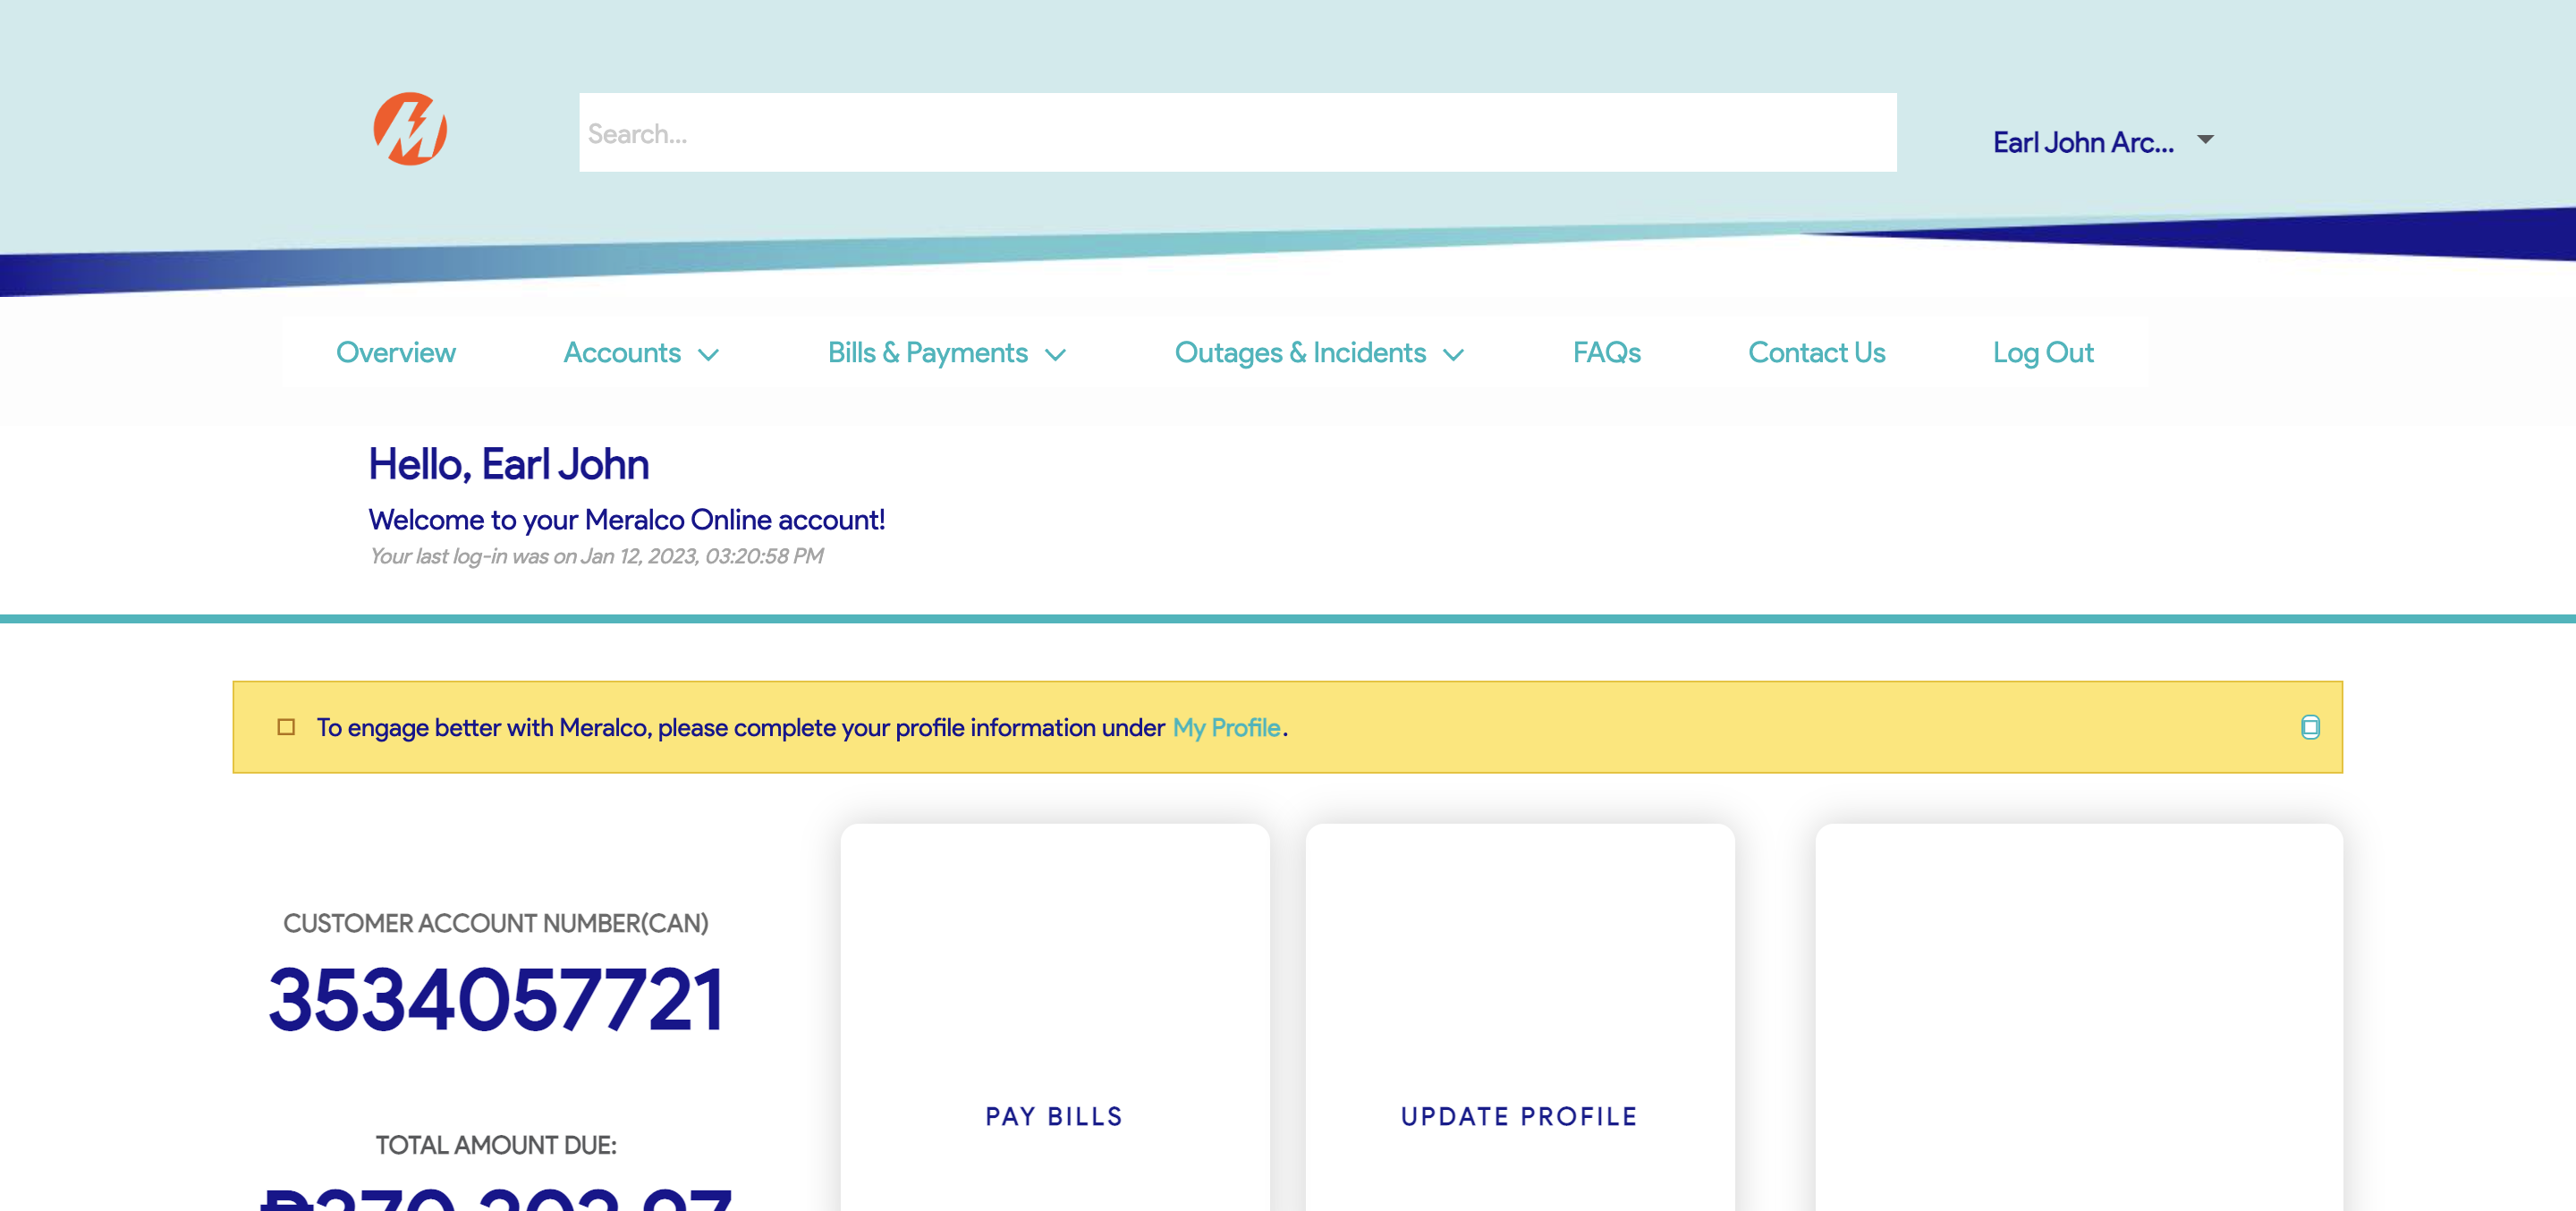 Search...
Earl John Arc...
Overview Accounts Bills & Payments Outages & Incidents FAQs Contact Us Log Out
Hello, Earl John
Welcome to your Meralco Online account!
Your last log-in was on Jan 12, 2023, 03:20:58 PM
To engage better with Meralco, please complete your profile information under My Profile.
CUSTOMER ACCOUNT NUMBER(CAN)
3534057721
PAY BILLS
UPDATE PROFILE
TOTAL AMOUNT DUE: